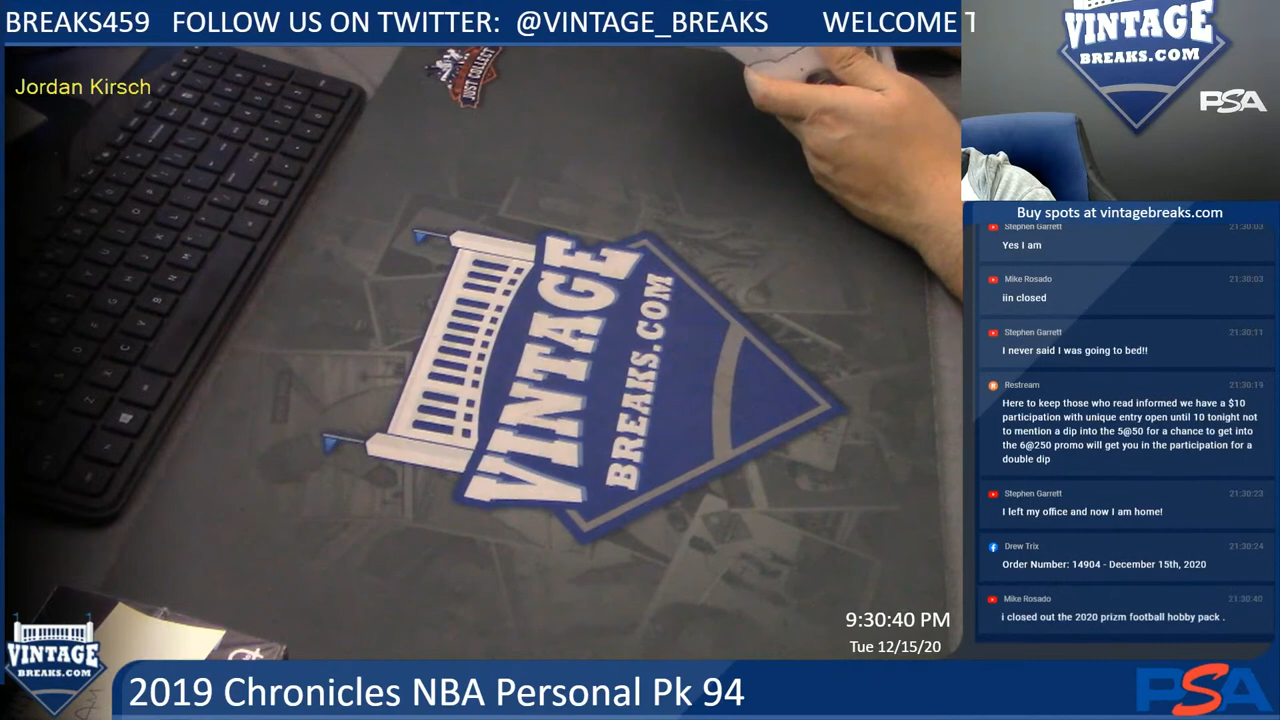 BREAKS459 FOLLOW US ON TWITTER: @VINTAGE_BREAKS WELCOME
Jordan Kirsch
JUST COLLECT
VINTAGE
BREAKS.COM
VINTAGE
BREAKS.COM
PSA
Buy spots at vintagebreaks.com
Stephen Garrett 21:30:03
Yes I am
Mike Rosado 21:30:03
iin closed
Stephen Garrett 21:30:11
I never said I was going to bed!!
Restream 21:30:19
Here to keep those who read informed we have a $10
participation with unique entry open until 10 tonight not
to mention a dip into the 5@50 for a chance to get into
the 6@250 promo will get you in the participation for a
double dip
Stephen Garrett 21:30:23
I left my office and now I am home!
Drew Trix 21:30:24
Order Number: 14904 - December 15th, 2020
Mike Rosado 21:30:40
i closed out the 2020 prizm football hobby pack .
9:30:40 PM
Tue 12/15/20
VINTAGE
BREAKS.COM
2019 Chronicles NBA Personal Pk 94
PSA